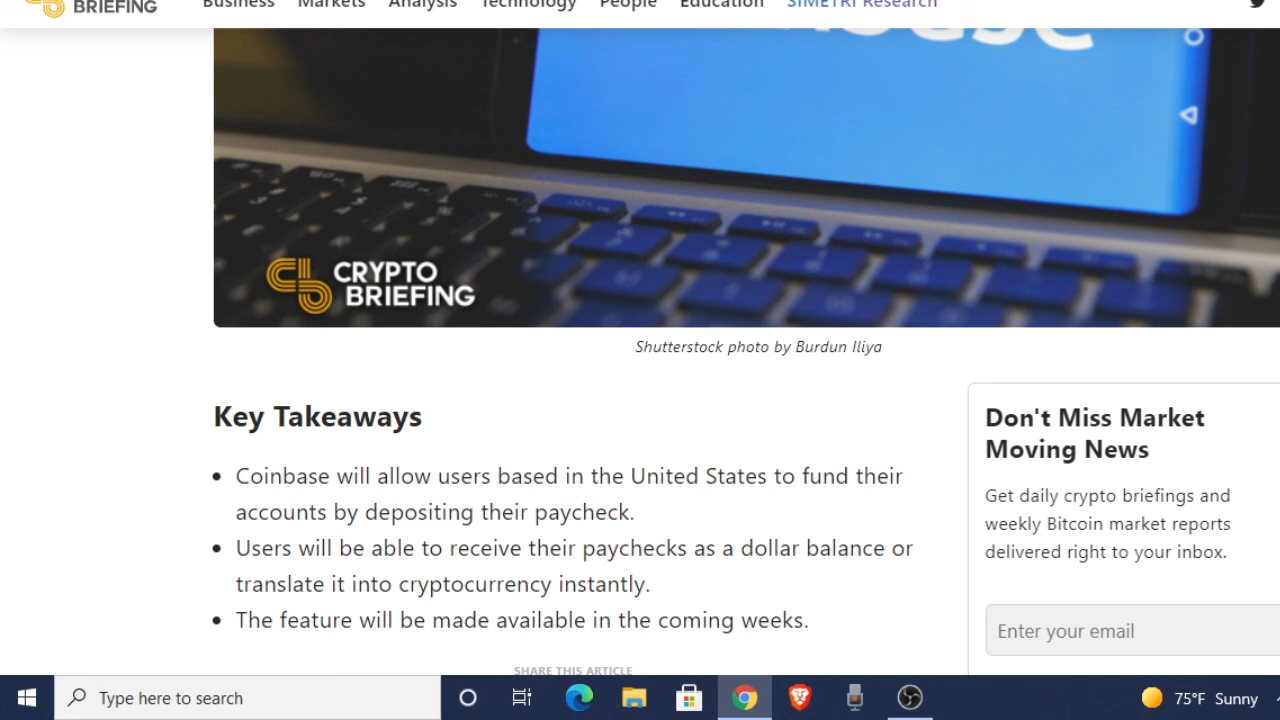 BRIEFING
Business Markets Analysis Technology People Education SIMETRI Research
CRYPTO
BRIEFING
Shutterstock photo by Burdun Iliya
Key Takeaways
• Coinbase will allow users based in the United States to fund their
accounts by depositing their paycheck.
• Users will be able to receive their paychecks as a dollar balance or
translate it into cryptocurrency instantly.
• The feature will be made available in the coming weeks.
SHARE THIS ARTICLE
Don't Miss Market
Moving News
Get daily crypto briefings and
weekly Bitcoin market reports
delivered right to your inbox.
Enter your email
Type here to search
75°F Sunny